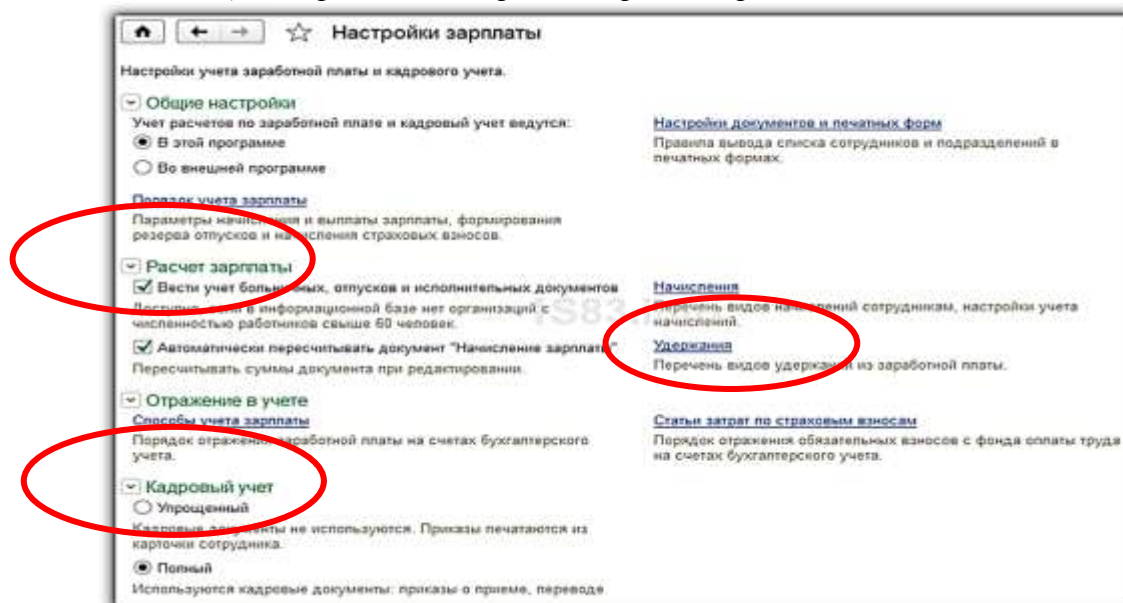 Настройки зарплаты
Настройки учета заработной платы и кадрового учета.
Общие настройки
Учет расчетов по заработной плате и кадровый учет ведутся:
В этой программе
Во внешней программе
Настройки документов и печатных форм
Правила вывода списка сотрудников и подразделений в
печатных формах.
Порядок учета зарплаты
Параметры начисления и выплаты зарплаты, формирования
резерва отпусков и начисления страховых взносов.
Расчет зарплаты
Вести учет больничных, отпусков и исполнительных документов
Доступно, если в информационной базе нет организаций с
численностью работников свыше 60 человек.
Автоматически пересчитывать документ "Начисление зарплаты"
Пересчитывать суммы документа при редактировании.
Начисления
Перечень видов начислений сотрудникам, настройки учета
начислений.
Удержания
Перечень видов удержаний из заработной платы.
Отражение в учете
Способы учета зарплаты
Порядок отражения заработной платы на счетах бухгалтерского
учета.
Статьи затрат по страховым взносам
Порядок отражения обязательных взносов с фонда оплаты труда
на счетах бухгалтерского учета.
Кадровый учет
Упрощенный
Кадровые документы не используются. Приказы печатаются из
карточки сотрудника.
Полный
Используются кадровые документы: приказы о приеме, переводе